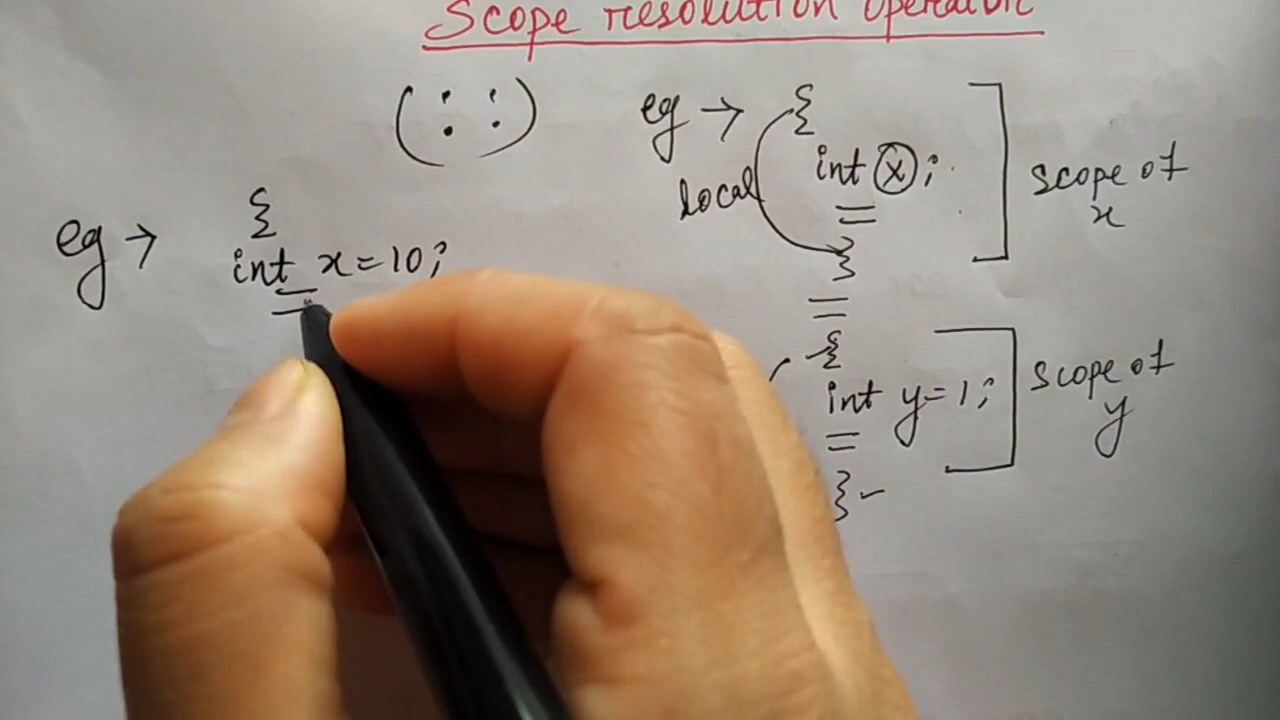 Scope resolution operator
(::)
eg → {
int x = 10;
eg → {
int x;
}
local
scope of
x
{
int y = 1;
}
scope of
y